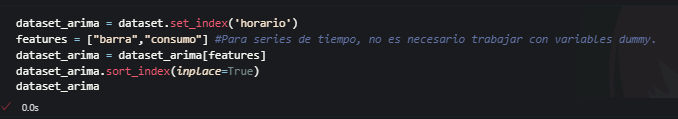 dataset_arima = dataset.set_index('horario')
features = ["barra","consumo"] #Para series de tiempo, no es necesario trabajar con variables dummy.
dataset_arima = dataset_arima[features]
dataset_arima.sort_index(inplace=True)
dataset_arima
0.0s